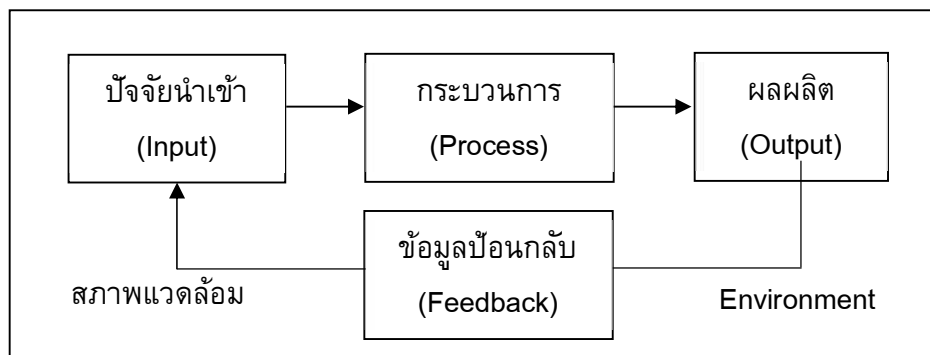 ปัจจัยนำเข้า
(Input)
กระบวนการ
(Process)
ผลผลิต
(Output)
ข้อมูลป้อนกลับ
(Feedback)
สภาพแวดล้อม
Environment